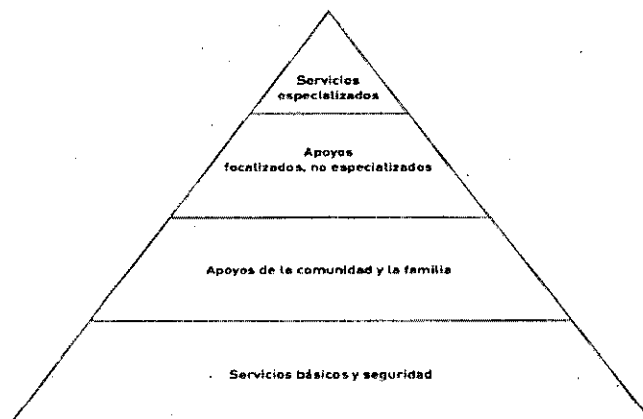 Servicios
especializados
Apoyos
focalizados, no especializados
Apoyos de la comunidad y la familia
Servicios básicos y seguridad